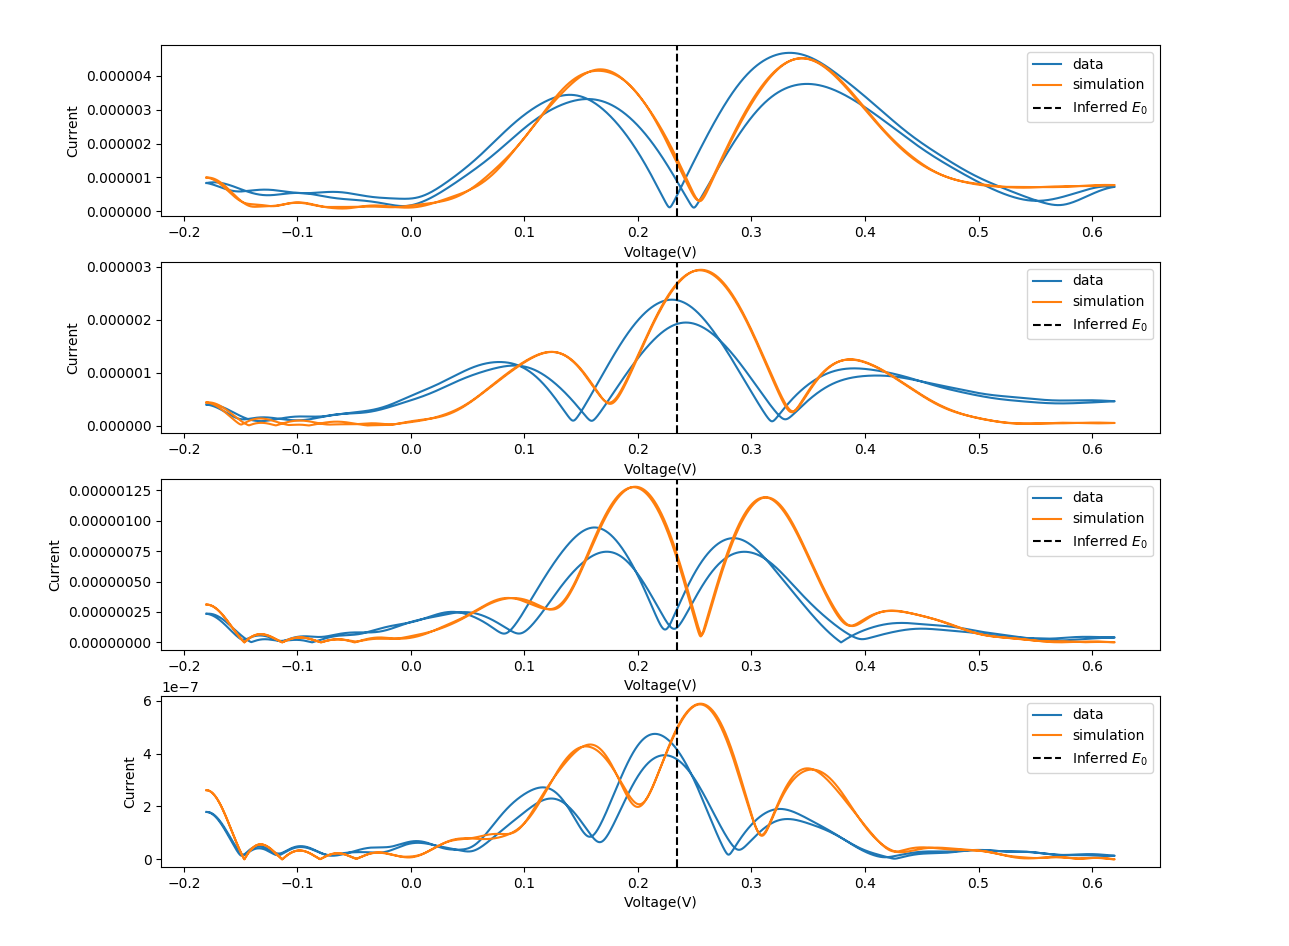 0.000004
0.000003
0.000002
0.000001
0.000000
Current
data
simulation
Inferred E₀
−0.2 −0.1 0.0 0.1 0.2 0.3 0.4 0.5 0.6
Voltage(V)
0.000003
0.000002
0.000001
0.000000
Current
data
simulation
Inferred E₀
−0.2 −0.1 0.0 0.1 0.2 0.3 0.4 0.5 0.6
Voltage(V)
0.00000125
0.00000100
0.00000075
0.00000050
0.00000025
0.00000000
Current
data
simulation
Inferred E₀
−0.2 −0.1 0.0 0.1 0.2 0.3 0.4 0.5 0.6
Voltage(V)
1e−7
6
4
2
0
Current
data
simulation
Inferred E₀
−0.2 −0.1 0.0 0.1 0.2 0.3 0.4 0.5 0.6
Voltage(V)